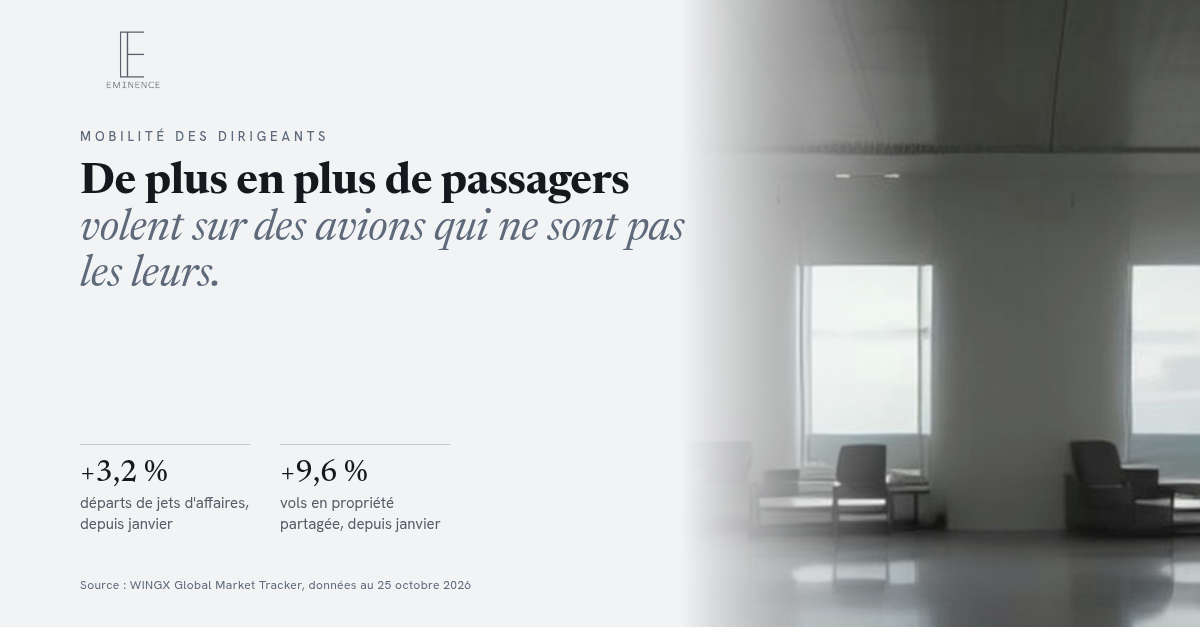 EMINENCE
MOBILITÉ DES DIRIGEANTS
De plus en plus de passagers
volent sur des avions qui ne sont pas
les leurs.
+3,2 %
départs de jets d'affaires,
depuis janvier
+9,6 %
vols en propriété
partagée, depuis janvier
Source : WINGX Global Market Tracker, données au 25 octobre 2026